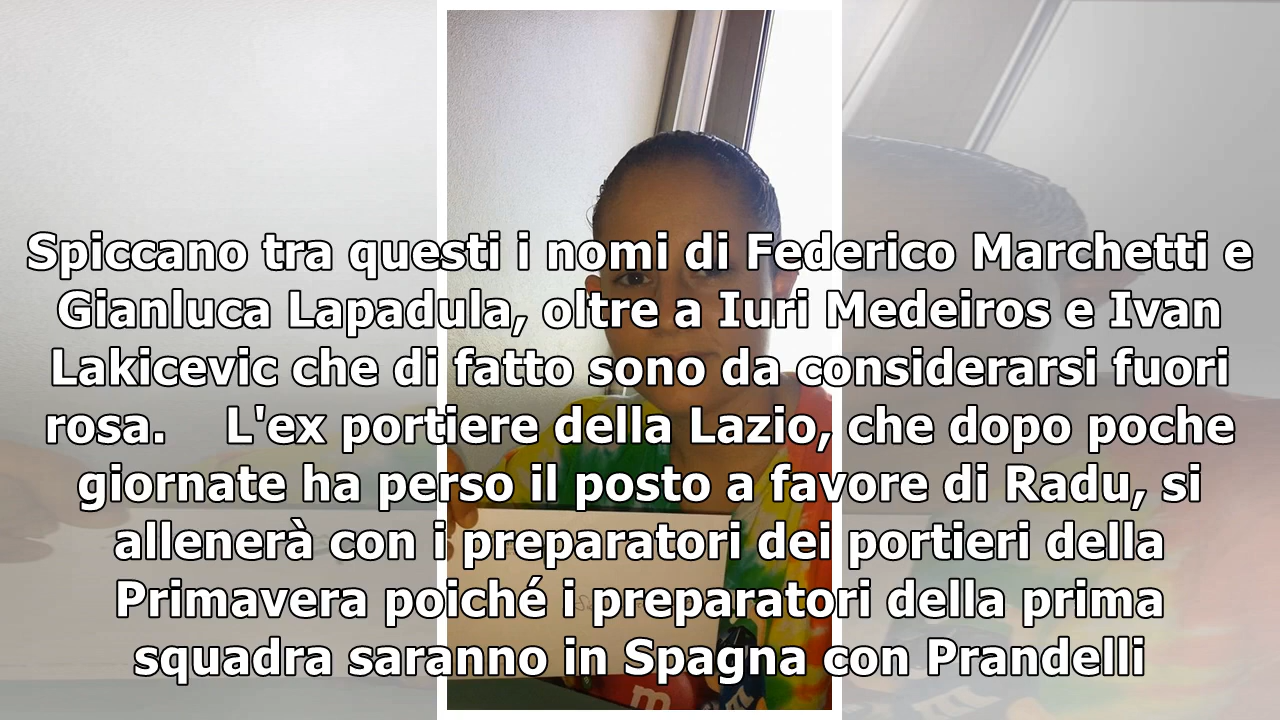 Spiccano tra questi i nomi di Federico Marchetti e
Gianluca Lapadula, oltre a Iuri Medeiros e Ivan
Lakicevic che di fatto sono da considerarsi fuori
rosa. L'ex portiere della Lazio, che dopo poche
giornate ha perso il posto a favore di Radu, si
allenerà con i preparatori dei portieri della
Primavera poiché i preparatori della prima
squadra saranno in Spagna con Prandelli
m
m